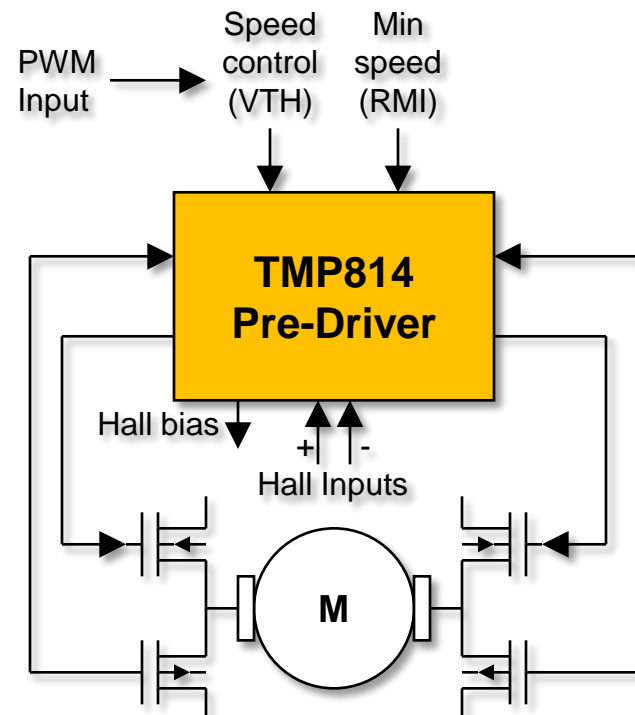 PWM
Input
Speed
control
(VTH)
Min
speed
(RMI)
TMP814
Pre-Driver
Hall bias
+
-
Hall Inputs
M